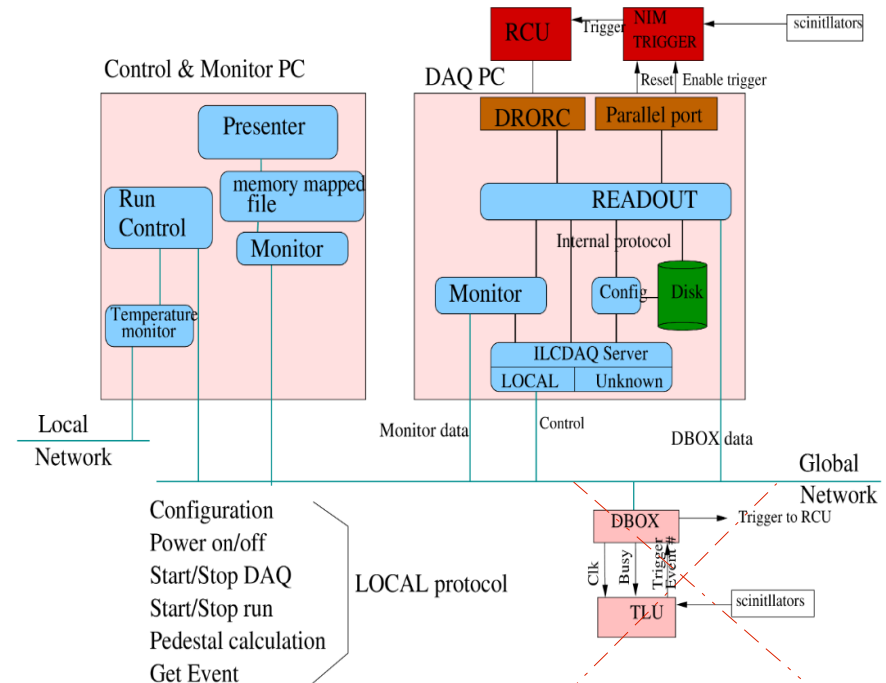 RCU
Trigger
NIM
TRIGGER
scinitllators
Control & Monitor PC
DAQ PC
Reset
Enable trigger
Presenter
DRORC
Parallel port
memory mapped
file
Run
Control
READOUT
Monitor
Internal protocol
Monitor
Config
Disk
Temperature
monitor
ILCDAQ Server
LOCAL
Unknown
Local
Network
Monitor data
Control
DBOX data
Global
Network
Configuration
Power on/off
Start/Stop DAQ
Start/Stop run
Pedestal calculation
Get Event
LOCAL protocol
DBOX
Trigger to RCU
Clk
Busy
Trigger
Event #
TLU
scinitllators